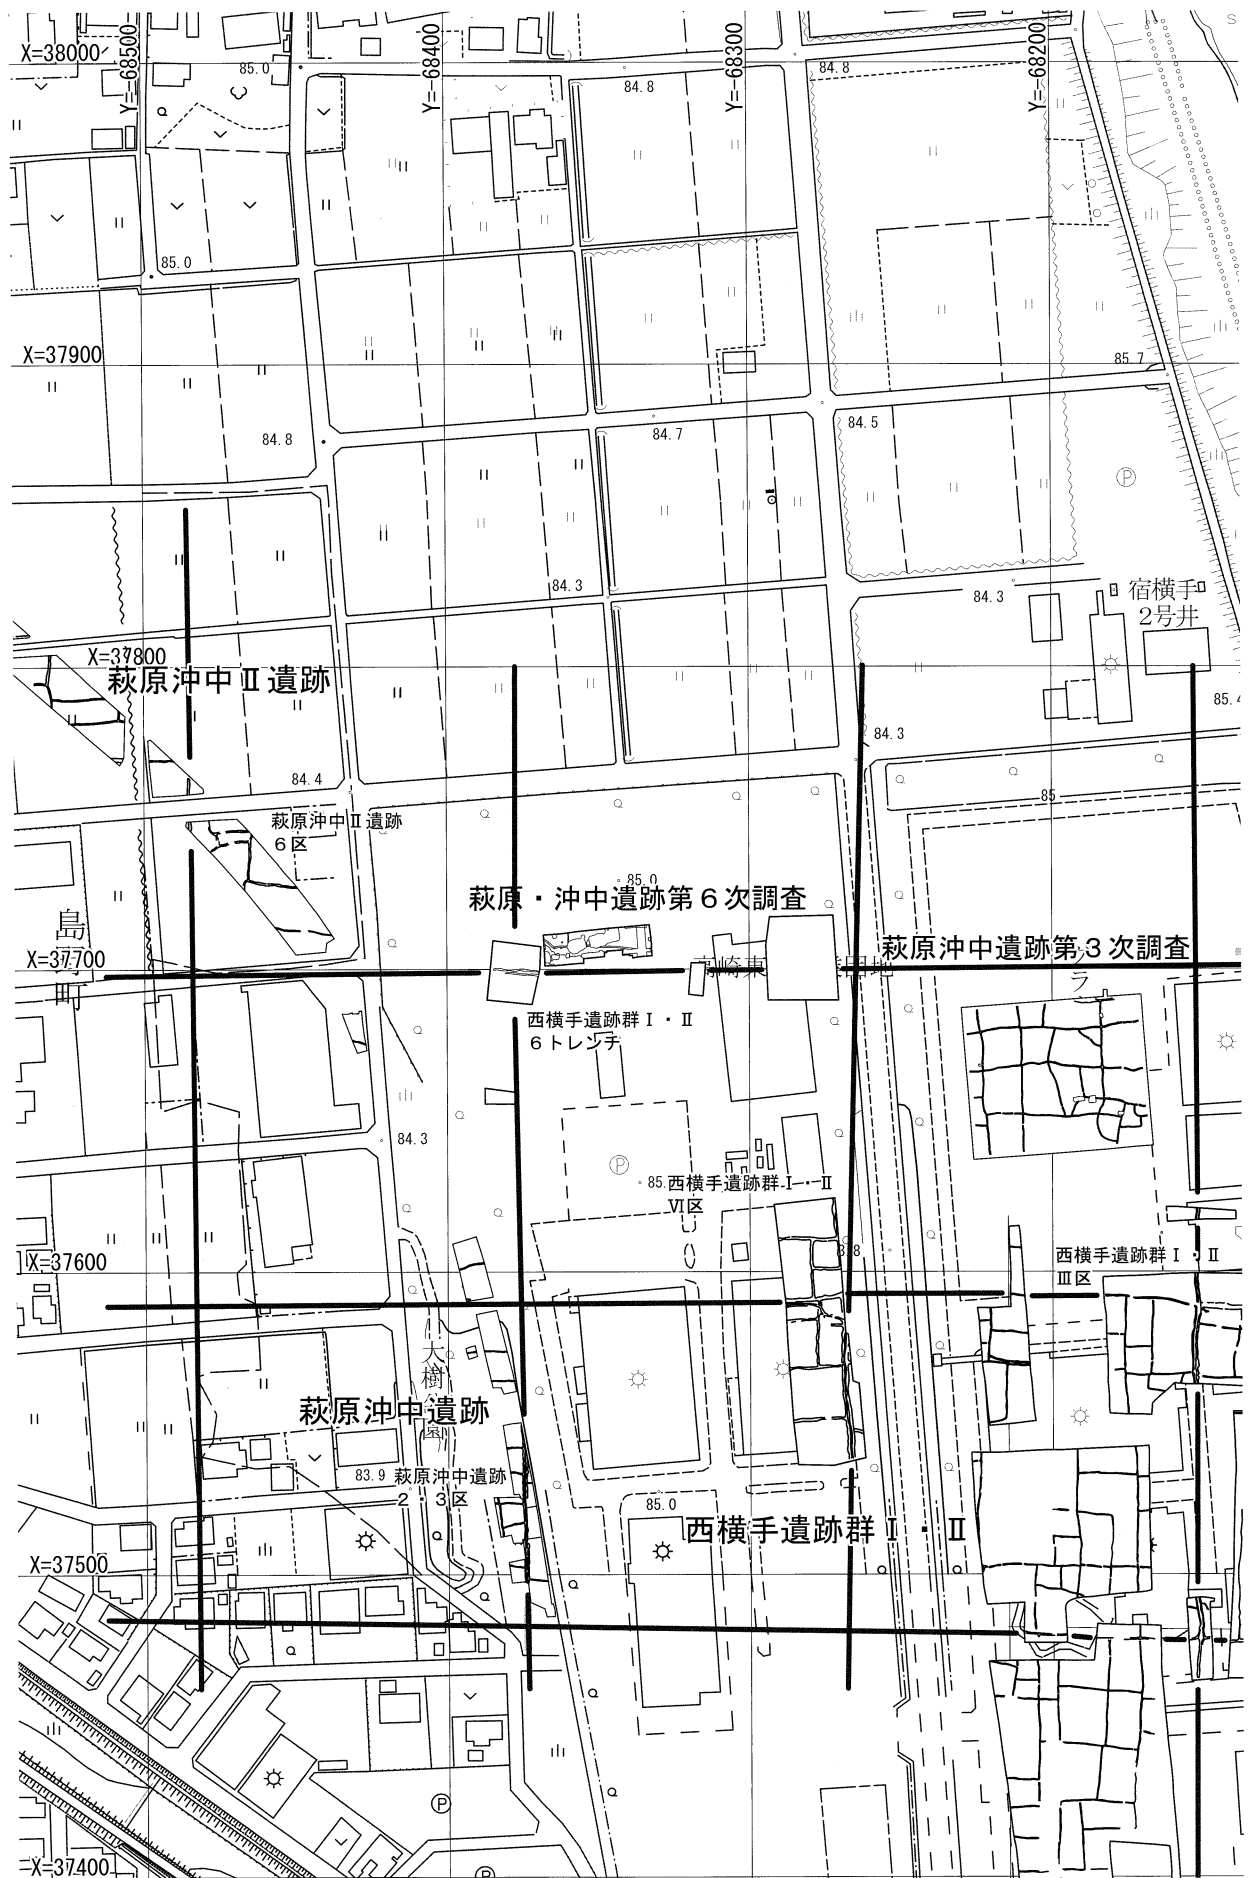 X=38000
Y=-68500
Y=-68400
Y=-68300
Y=-68200
85.0
84.8
84.8
85.0
X=37900
85.7
84.8
84.7
84.5
84.3
84.3
宿横手
2号井
X=37800
萩原沖中Ⅱ遺跡
85.4
84.3
84.4
85
萩原沖中Ⅱ遺跡
6区
85.0
萩原・沖中遺跡第6次調査
島野町
X=37700
萩原沖中遺跡第3次調査
西横手遺跡群Ⅰ・Ⅱ
6トレンチ
84.3
P
85.
西横手遺跡群Ⅰ・Ⅱ
Ⅵ区
X=37600
西横手遺跡群Ⅰ・Ⅱ
Ⅲ区
大樹
萩原沖中遺跡
83.9
萩原沖中遺跡
2・3区
85.0
西横手遺跡群Ⅰ・Ⅱ
X=37500
P
X=37400
P